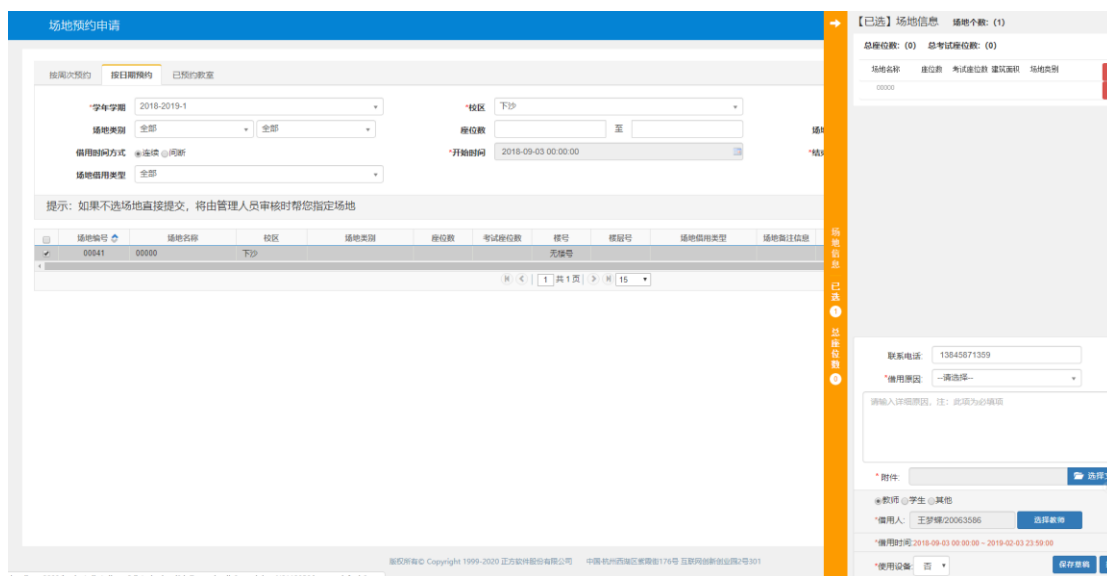 场地预约申请
按周次预约 按日期预约 已预约教室
*学年学期 2018-2019-1 *校区 下沙
场地类别 全部 全部 座位数 至
借用时间方式 连续 间断 *开始时间 2018-09-03 00:00:00
场地借用类型 全部
提示：如果不选场地直接提交，将由管理人员审核时帮您指定场地
场地编号 场地名称 校区 场地类别 座位数 考试座位数 楼号 楼层号 场地借用类型 场地备注信息
00041 00000 下沙 无楼号
1 共1页 15
版权所有© Copyright 1999-2020 正方软件股份有限公司 中国·杭州西湖区紫霞街176号 互联网创新创业园2号301
场地信息 已选 1 总座位数 0
【已选】场地信息 场地个数：(1)
总座位数：(0) 总考试座位数：(0)
场地名称 座位数 考试座位数 建筑面积 场地类别
00000
联系电话: 13845871359
*借用原因: --请选择--
请输入详细原因，注：此项为必填项
*附件: 选择
教师 学生 其他
*借用人: 王梦蝶/20063586 选择教师
*借用时间:2018-09-03 00:00:00 ~ 2019-02-03 23:59:00
*使用设备: 否 保存草稿